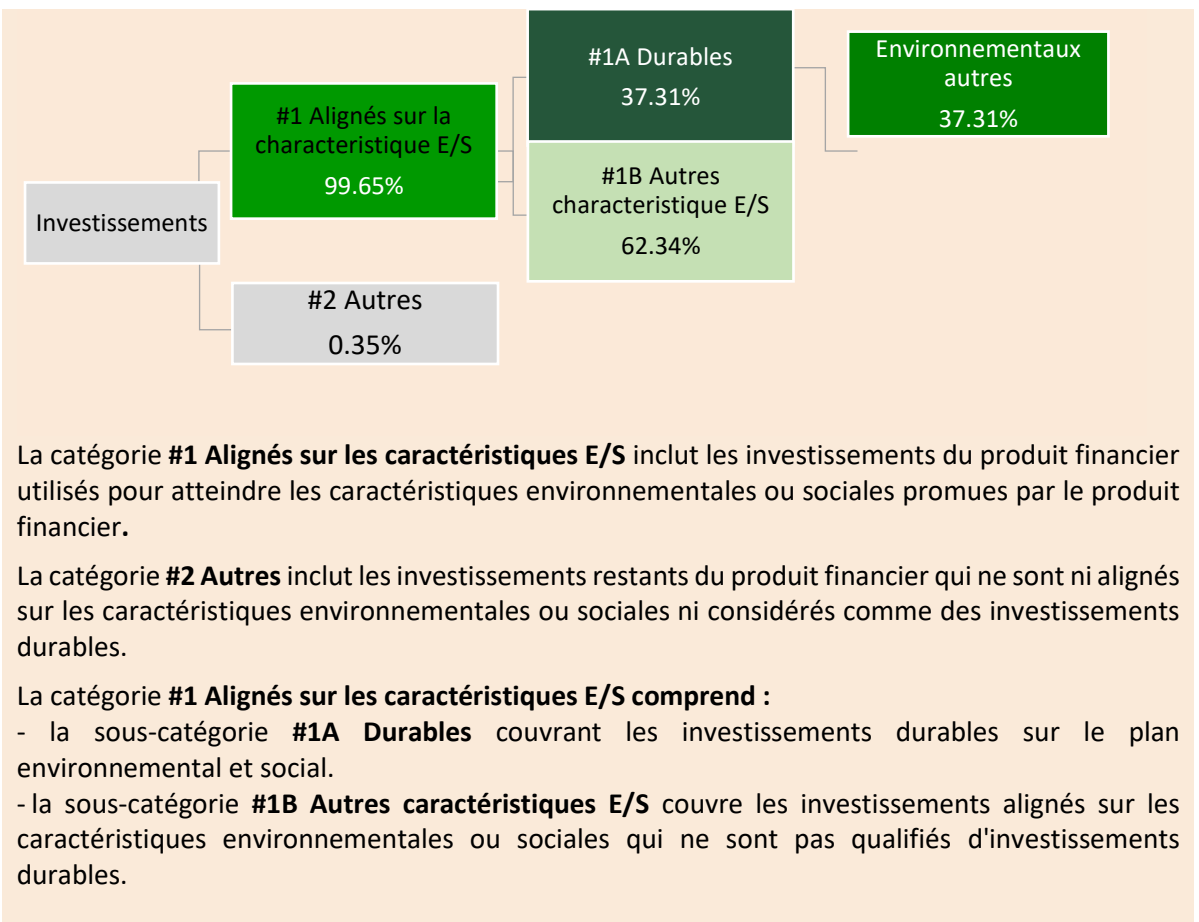 #1A Durables
37.31%
Environnementaux
autres
37.31%
#1 Alignés sur la
characteristique E/S
99.65%
#1B Autres
characteristique E/S
62.34%
Investissements
#2 Autres
0.35%
La catégorie #1 Alignés sur les caractéristiques E/S inclut les investissements du produit financier
utilisés pour atteindre les caractéristiques environnementales ou sociales promues par le produit
financier.
La catégorie #2 Autres inclut les investissements restants du produit financier qui ne sont ni alignés
sur les caractéristiques environnementales ou sociales ni considérés comme des investissements
durables.
La catégorie #1 Alignés sur les caractéristiques E/S comprend :
- la sous-catégorie #1A Durables couvrant les investissements durables sur le plan
environnemental et social.
- la sous-catégorie #1B Autres caractéristiques E/S couvre les investissements alignés sur les
caractéristiques environnementales ou sociales qui ne sont pas qualifiés d'investissements
durables.